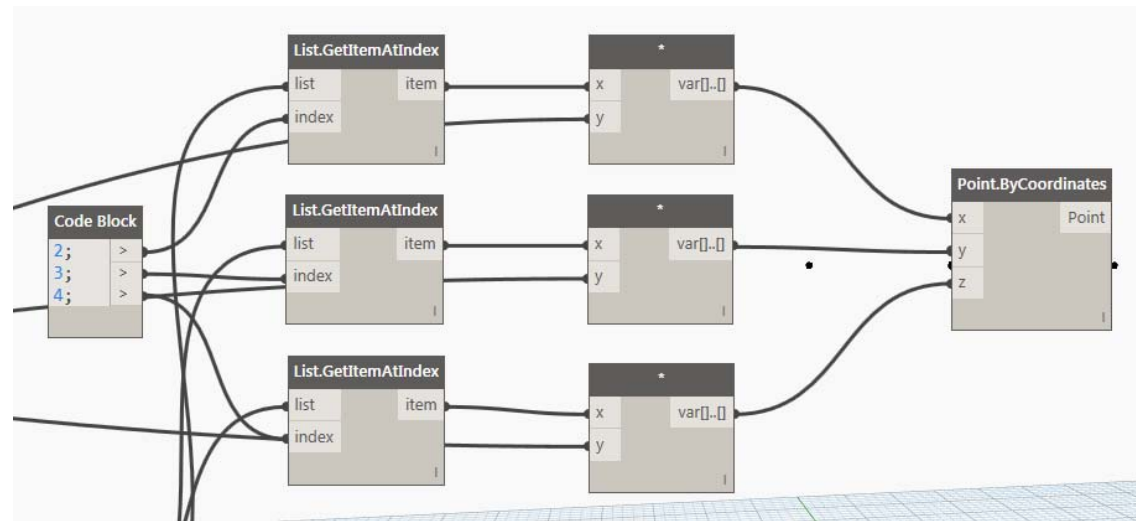 List.GetItemAtIndex
list item
index
l
*
x var[]..[]
y
l
Code Block
2; >
3; >
4; >
List.GetItemAtIndex
list item
index
l
*
x var[]..[]
y
l
Point.ByCoordinates
x Point
y
z
l
List.GetItemAtIndex
list item
index
l
*
x var[]..[]
y
l